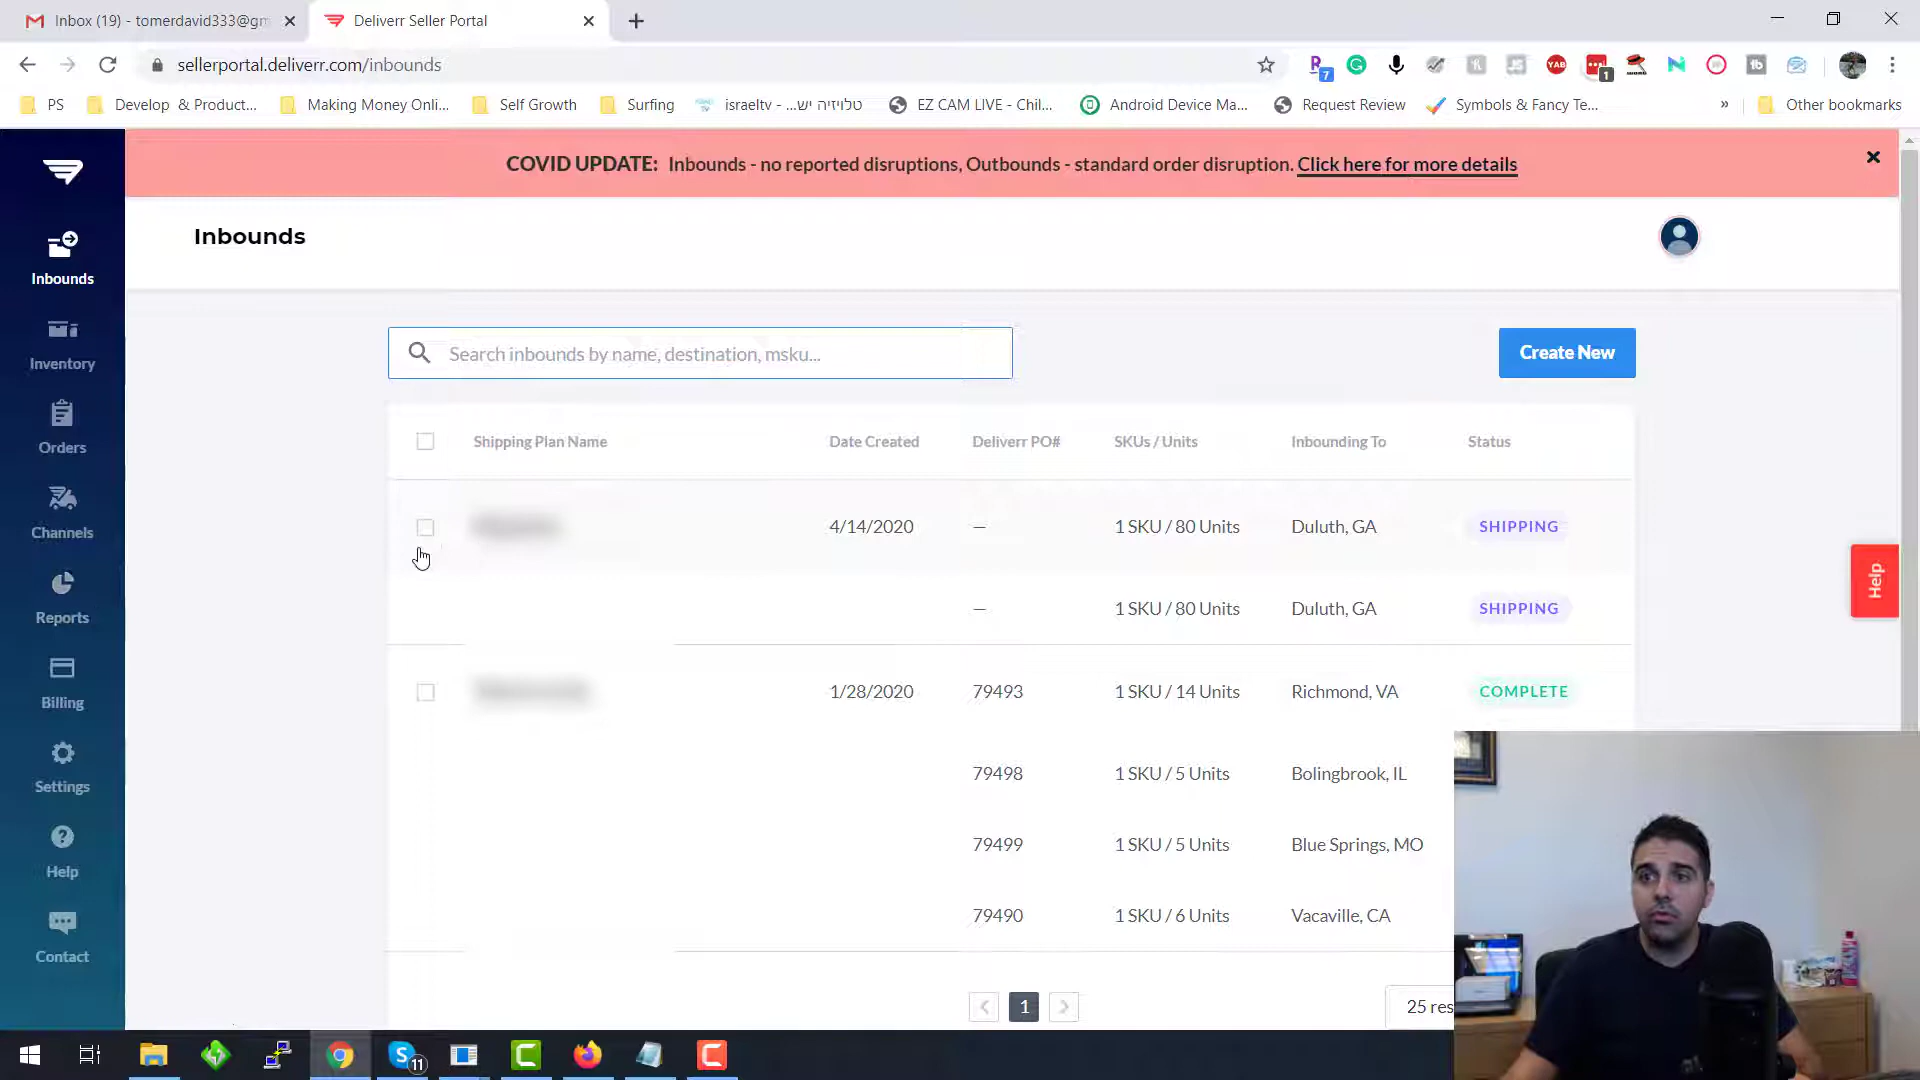 Inbox (19) - tomerdavid333@gm
Deliverr Seller Portal
sellerportal.deliverr.com/inbounds
7
YAB
1
PS
Develop & Product...
Making Money Onli...
Self Growth
Surfing
israeltv - ...טלויזיה יש
EZ CAM LIVE - Chil...
Android Device Ma...
Request Review
Symbols & Fancy Te...
»
Other bookmarks
COVID UPDATE: Inbounds - no reported disruptions, Outbounds - standard order disruption. Click here for more details
Inbounds
Inbounds
Inventory
Orders
Channels
Reports
Billing
Settings
Help
Contact
Search inbounds by name, destination, msku...
Create New
Shipping Plan Name Date Created Deliverr PO# SKUs / Units Inbounding To Status
4/14/2020 — 1 SKU / 80 Units Duluth, GA SHIPPING
— 1 SKU / 80 Units Duluth, GA SHIPPING
1/28/2020 79493 1 SKU / 14 Units Richmond, VA COMPLETE
79498 1 SKU / 5 Units Bolingbrook, IL
79499 1 SKU / 5 Units Blue Springs, MO
79490 1 SKU / 6 Units Vacaville, CA
1
25 res
Help
11